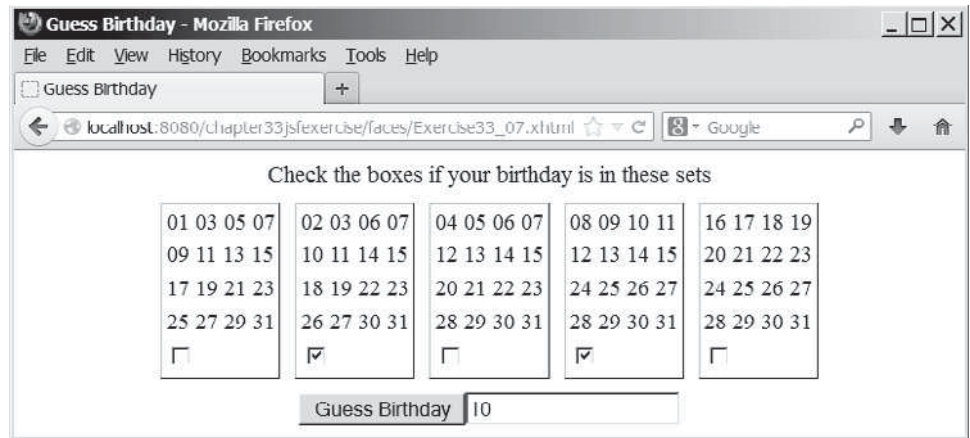 Guess Birthday - Mozilla Firefox
File Edit View History Bookmarks Tools Help
Guess Birthday +
localhost:8080/chapter33jsfexercise/faces/Exercise33_07.xhtml 8 Google
Check the boxes if your birthday is in these sets
01 03 05 07 02 03 06 07 04 05 06 07 08 09 10 11 16 17 18 19
09 11 13 15 10 11 14 15 12 13 14 15 12 13 14 15 20 21 22 23
17 19 21 23 18 19 22 23 20 21 22 23 24 25 26 27 24 25 26 27
25 27 29 31 26 27 30 31 28 29 30 31 28 29 30 31 28 29 30 31
Guess Birthday 10